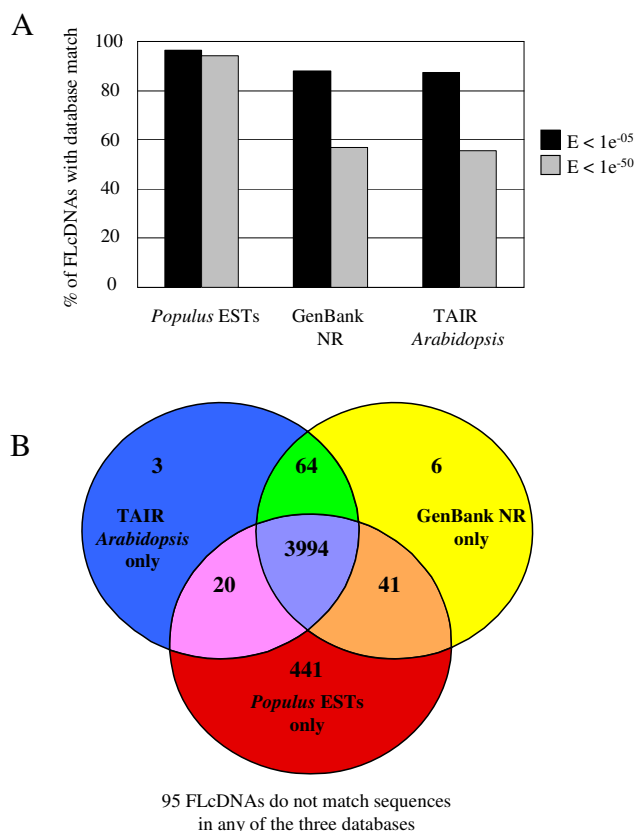 A
% of FLcDNAs with database match
100
80
60
40
20
0
Populus ESTs
GenBank
NR
TAIR
Arabidopsis
E < 1e-05
E < 1e-50
B
3
TAIR
Arabidopsis
only
64
6
GenBank NR
only
3994
20
41
441
Populus ESTs
only
95 FLcDNAs do not match sequences
in any of the three databases